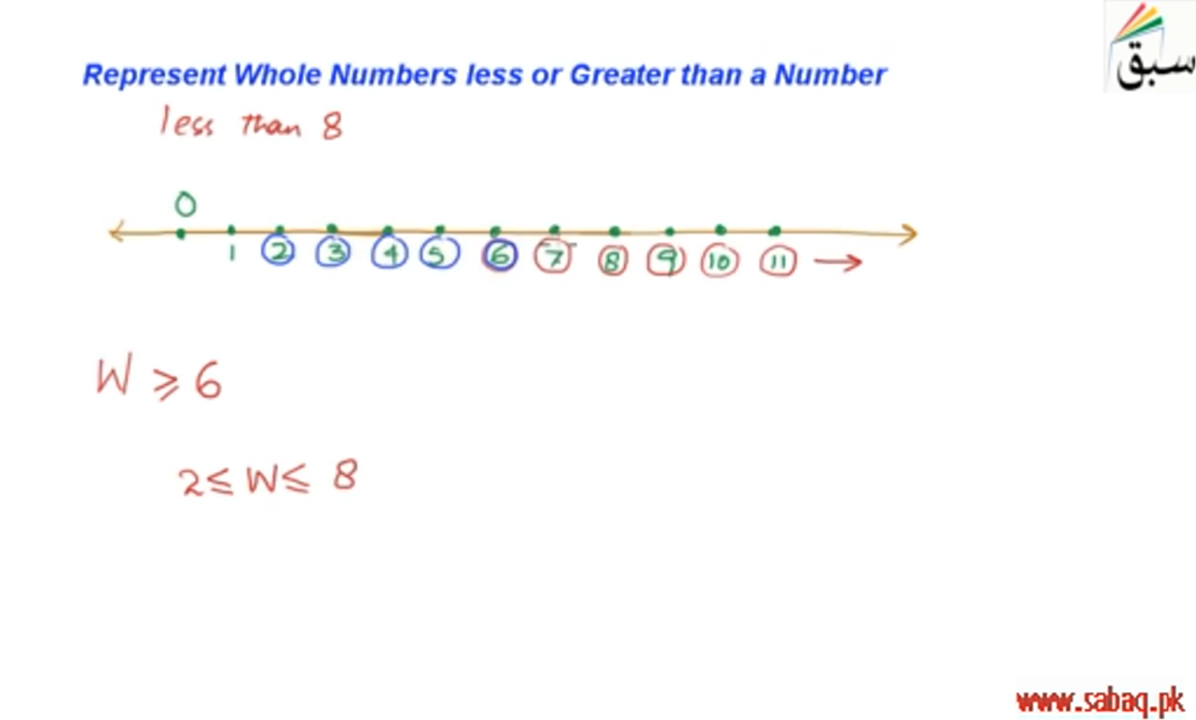 سبق
Represent Whole Numbers less or Greater than a Number
less than 8
0
1 2 3 4 5 6 7 8 9 10 11
W ⩾ 6
2 ⩽ W ⩽ 8
www.sabaq.pk